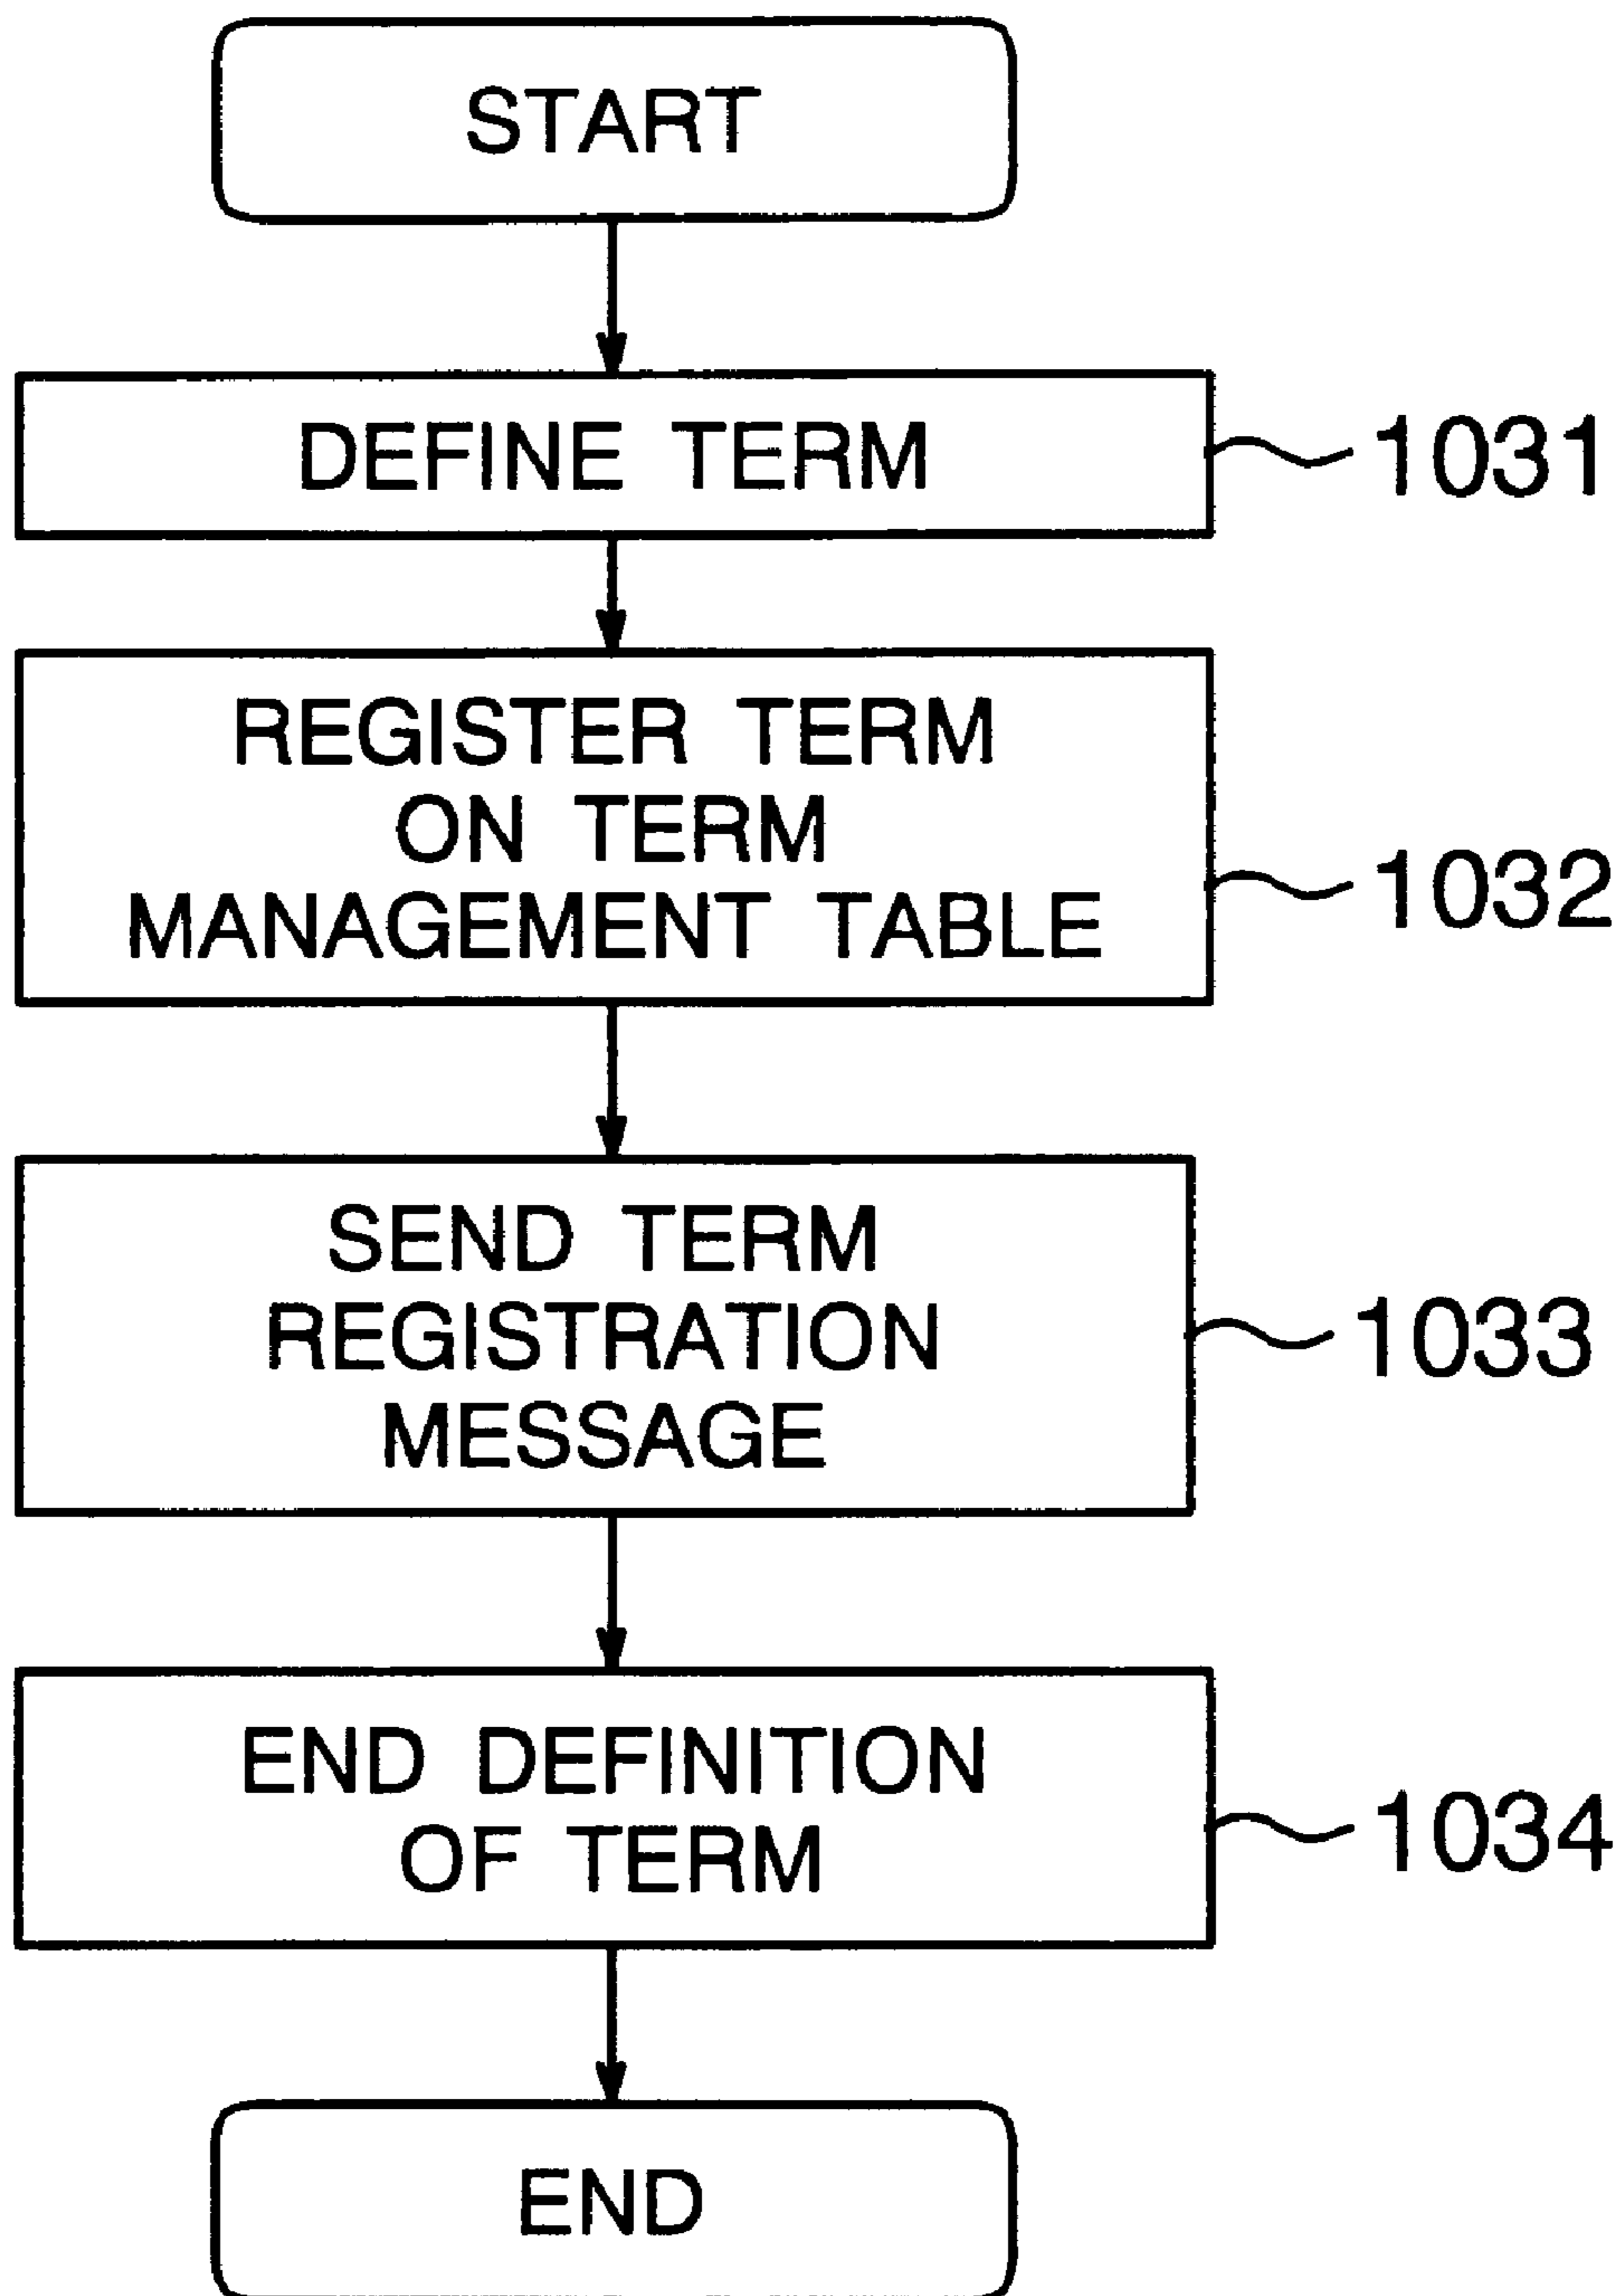 START
DEFINE TERM
1031
REGISTER TERM
ON TERM
MANAGEMENT TABLE
1032
SEND TERM
REGISTRATION
MESSAGE
1033
END DEFINITION
OF TERM
1034
END